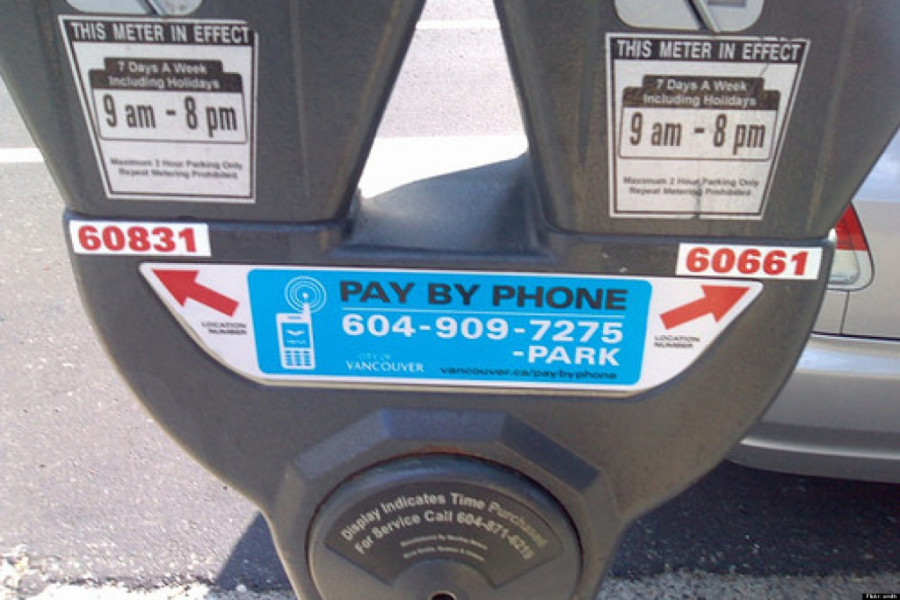 THIS METER IN EFFECT
7 Days A Week
Including Holidays
9 am - 8 pm
Maximum 2 Hour Parking Only
Repeat Metering Prohibited
THIS METER IN EFFECT
7 Days A Week
Including Holidays
9 am - 8 pm
Maximum 2 Hour Parking Only
Repeat Metering Prohibited
60831
60661
LOCATION
NUMBER
PAY BY PHONE
604-909-7275
-PARK
CITY OF
VANCOUVER
vancouver.ca/paybyphone
LOCATION
NUMBER
Display Indicates Time Purchased
For Service Call 604-871-6219